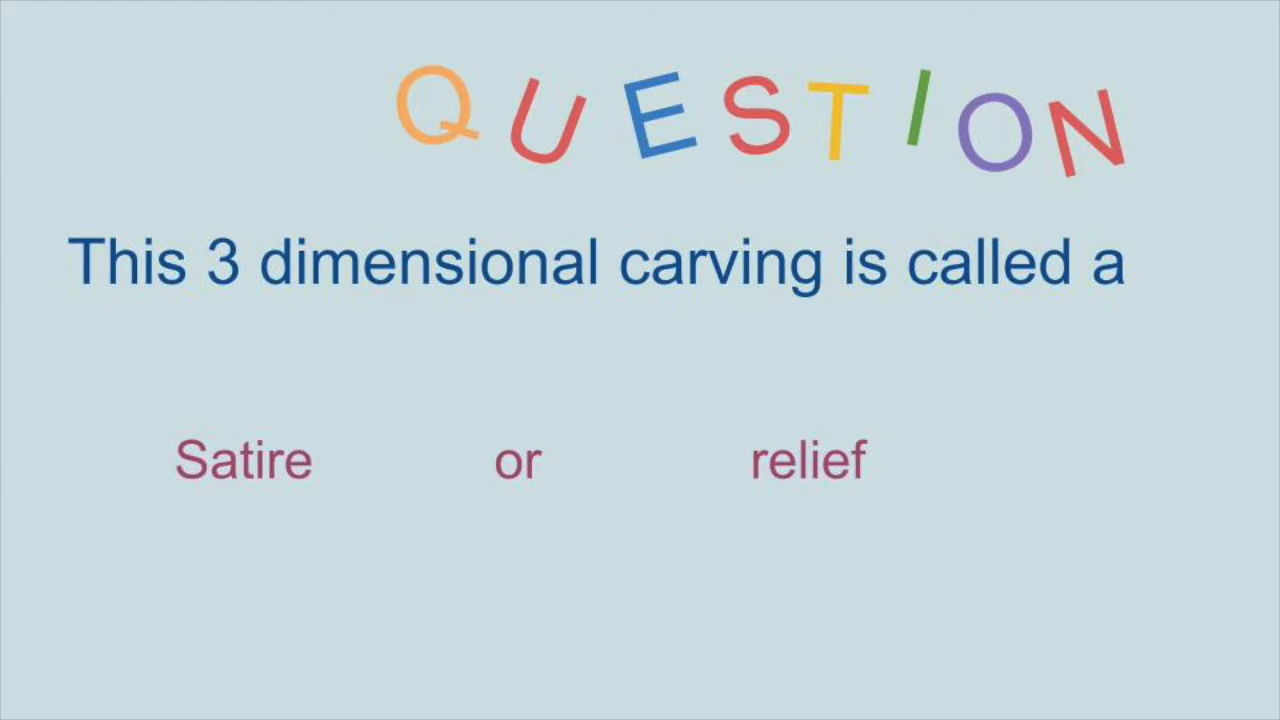 QUESTION
This 3 dimensional carving is called a
Satire or relief